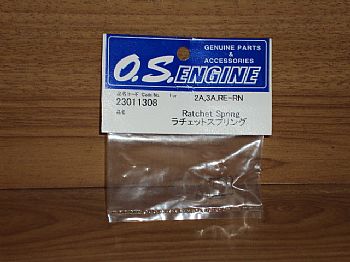 GENUINE PARTS
& ACCESSORIES
O.S.ENGINE
品名コード Code No. For
23011308 2A,3A,RE-RN
品名
Ratchet Spring
ラチェットスプリング